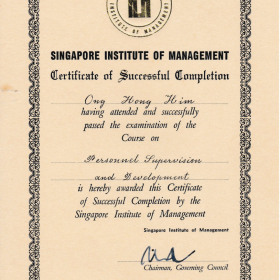 INSTITUTE OF MANAGEMENT
SINGAPORE INSTITUTE OF MANAGEMENT
Certificate of Successful Completion
Ong Hong Him
having attended and successfully
passed the examination of the
Course on
Personnel Supervision
and Development
is hereby awarded this Certificate
of Successful Completion by the
Singapore Institute of Management
Singapore Institute of Management
Chairman, Governing Council